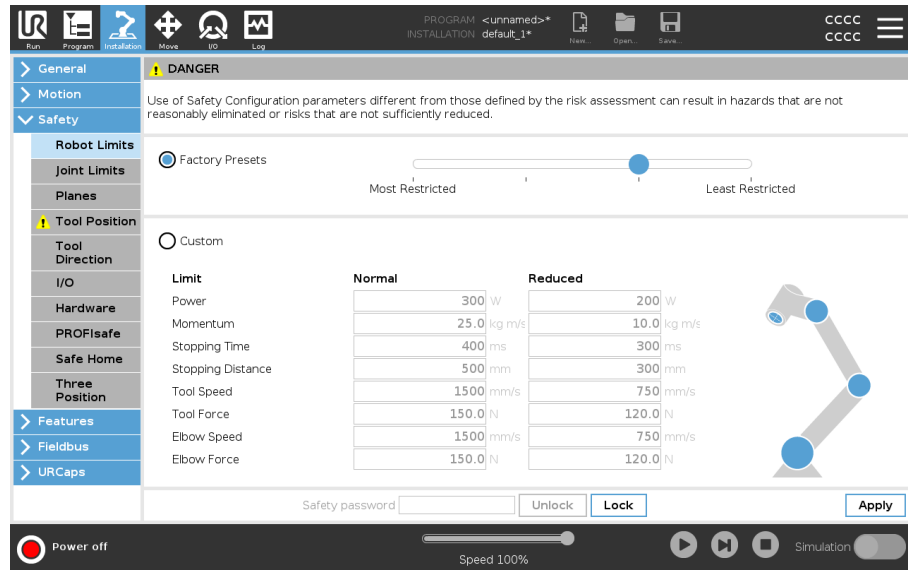 PROGRAM <unnamed>*
INSTALLATION default_1*
CCCC
CCCC
Run
Program
Installation
Move
I/O
Log
New...
Open...
Save...
General
Motion
Safety
Robot Limits
Joint Limits
Planes
Tool Position
Tool
Direction
I/O
Hardware
PROFIsafe
Safe Home
Three
Position
Features
Fieldbus
URCaps
DANGER
Use of Safety Configuration parameters different from those defined by the risk assessment can result in hazards that are not
reasonably eliminated or risks that are not sufficiently reduced.
Factory Presets
Most Restricted Least Restricted
Custom
Limit Normal Reduced
Power 300 W 200 W
Momentum 25.0 kg m/s 10.0 kg m/s
Stopping Time 400 ms 300 ms
Stopping Distance 500 mm 300 mm
Tool Speed 1500 mm/s 750 mm/s
Tool Force 150.0 N 120.0 N
Elbow Speed 1500 mm/s 750 mm/s
Elbow Force 150.0 N 120.0 N
Safety password Unlock Lock Apply
Power off
Speed 100%
Simulation